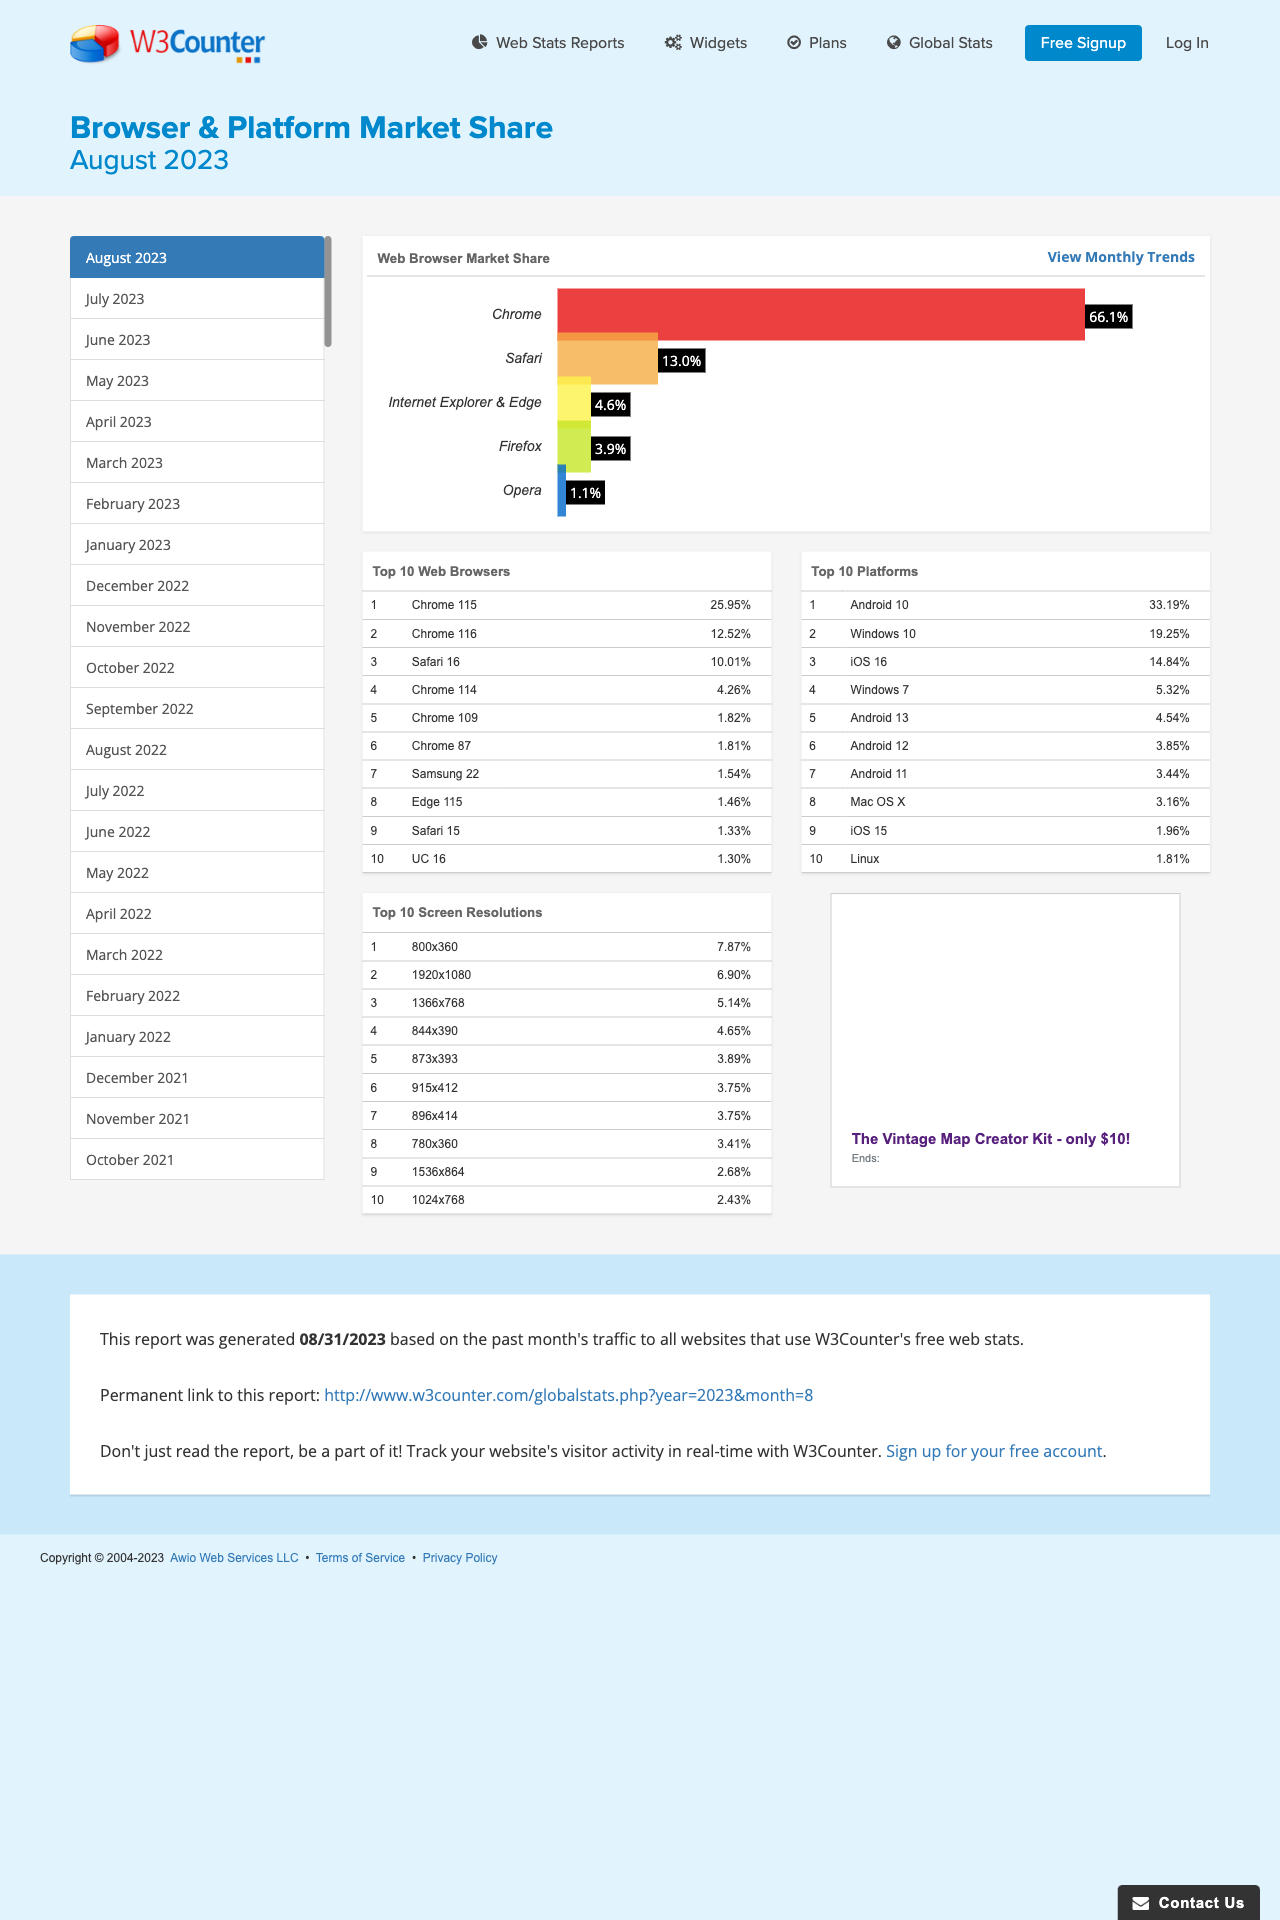 W3Counter
Web Stats Reports
Widgets
Plans
Global Stats
Free Signup
Log In
Browser & Platform Market Share
August 2023
August 2023
July 2023
June 2023
May 2023
April 2023
March 2023
February 2023
January 2023
December 2022
November 2022
October 2022
September 2022
August 2022
July 2022
June 2022
May 2022
April 2022
March 2022
February 2022
January 2022
December 2021
November 2021
October 2021
Web Browser Market Share
View Monthly Trends
Chrome 66.1%
Safari 13.0%
Internet Explorer & Edge 4.6%
Firefox 3.9%
Opera 1.1%
Top 10 Web Browsers
1 Chrome 115 25.95%
2 Chrome 116 12.52%
3 Safari 16 10.01%
4 Chrome 114 4.26%
5 Chrome 109 1.82%
6 Chrome 87 1.81%
7 Samsung 22 1.54%
8 Edge 115 1.46%
9 Safari 15 1.33%
10 UC 16 1.30%
Top 10 Platforms
1 Android 10 33.19%
2 Windows 10 19.25%
3 iOS 16 14.84%
4 Windows 7 5.32%
5 Android 13 4.54%
6 Android 12 3.85%
7 Android 11 3.44%
8 Mac OS X 3.16%
9 iOS 15 1.96%
10 Linux 1.81%
Top 10 Screen Resolutions
1 800x360 7.87%
2 1920x1080 6.90%
3 1366x768 5.14%
4 844x390 4.65%
5 873x393 3.89%
6 915x412 3.75%
7 896x414 3.75%
8 780x360 3.41%
9 1536x864 2.68%
10 1024x768 2.43%
The Vintage Map Creator Kit - only $10!
Ends:
This report was generated 08/31/2023 based on the past month's traffic to all websites that use W3Counter's free web stats.
Permanent link to this report: http://www.w3counter.com/globalstats.php?year=2023&month=8
Don't just read the report, be a part of it! Track your website's visitor activity in real-time with W3Counter. Sign up for your free account.
Copyright © 2004-2023 Awio Web Services LLC • Terms of Service • Privacy Policy
Contact Us